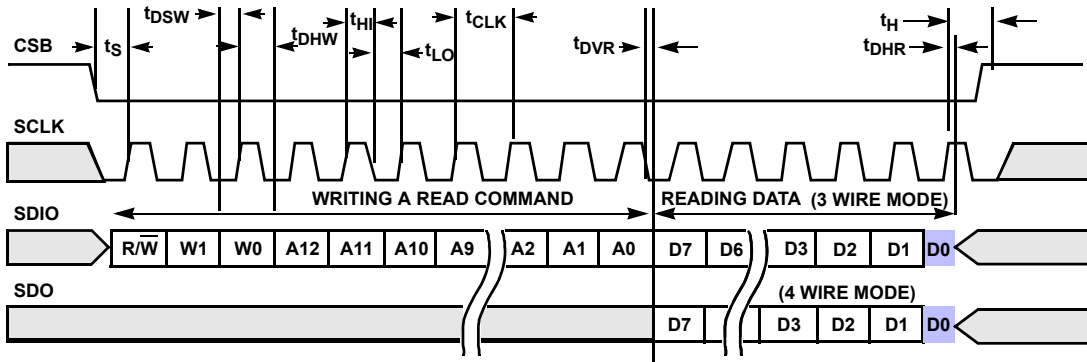 tDSW tHI tCLK tH
CSB tS tDHW tLO tDVR tDHR
SCLK
WRITING A READ COMMAND READING DATA (3 WIRE MODE)
SDIO
R/W̅ W1 W0 A12 A11 A10 A9 A2 A1 A0 D7 D6 D3 D2 D1 D0
SDO (4 WIRE MODE)
D7 D3 D2 D1 D0